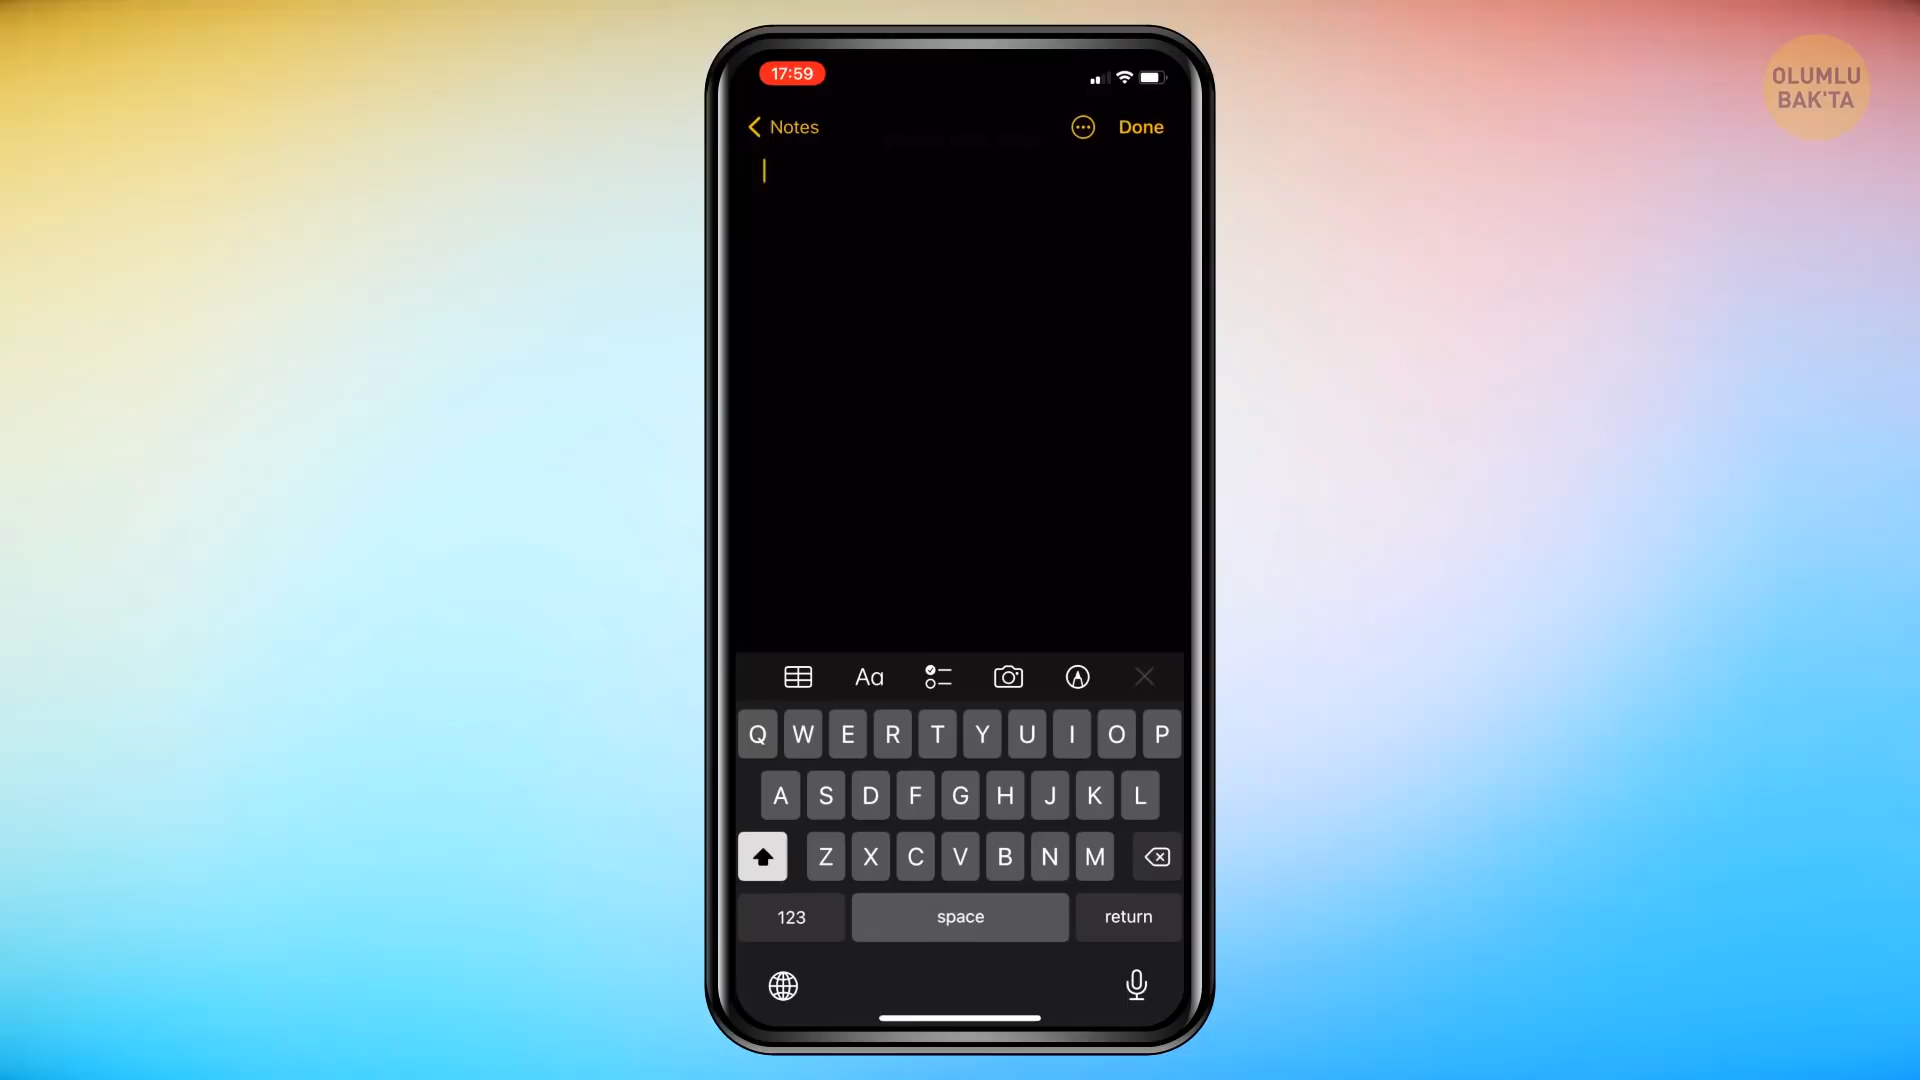 17:59
OLUMLU
BAK'TA
Notes
Done
Aa
Q W E R T Y U I O P
A S D F G H J K L
Z X C V B N M
123 space return